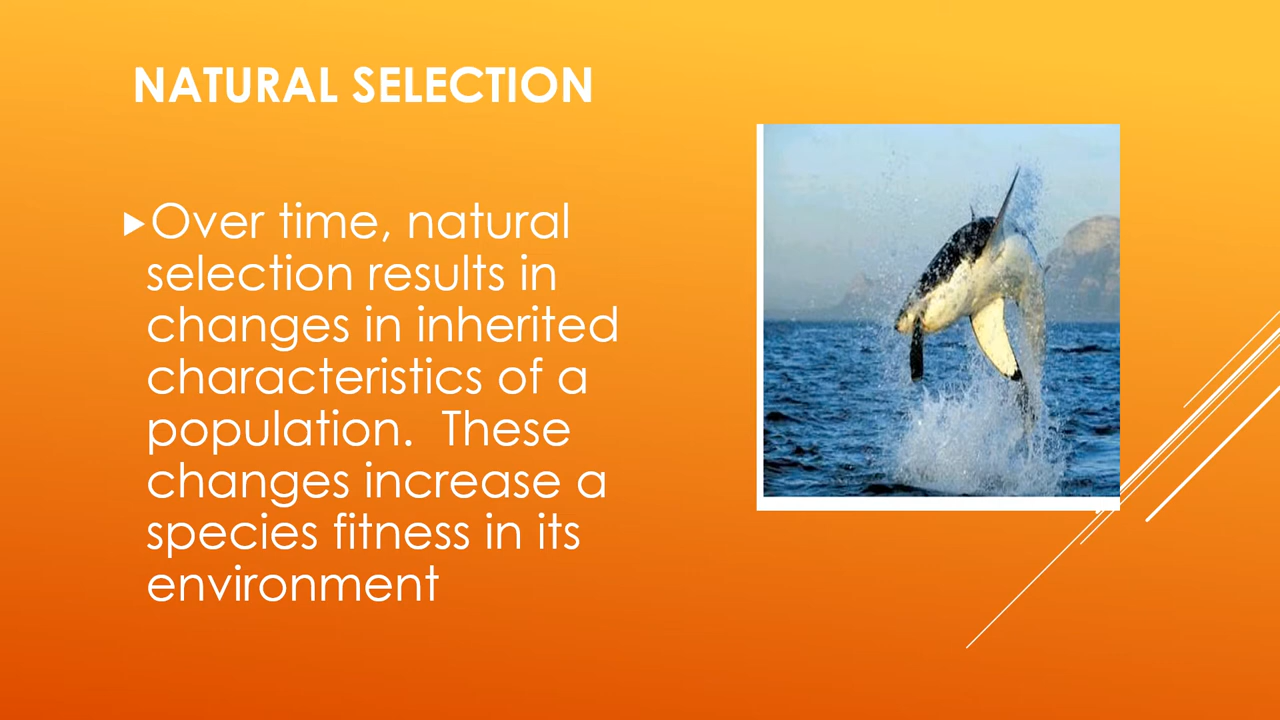 NATURAL SELECTION
Over time, natural
selection results in
changes in inherited
characteristics of a
population.  These
changes increase a
species fitness in its
environment